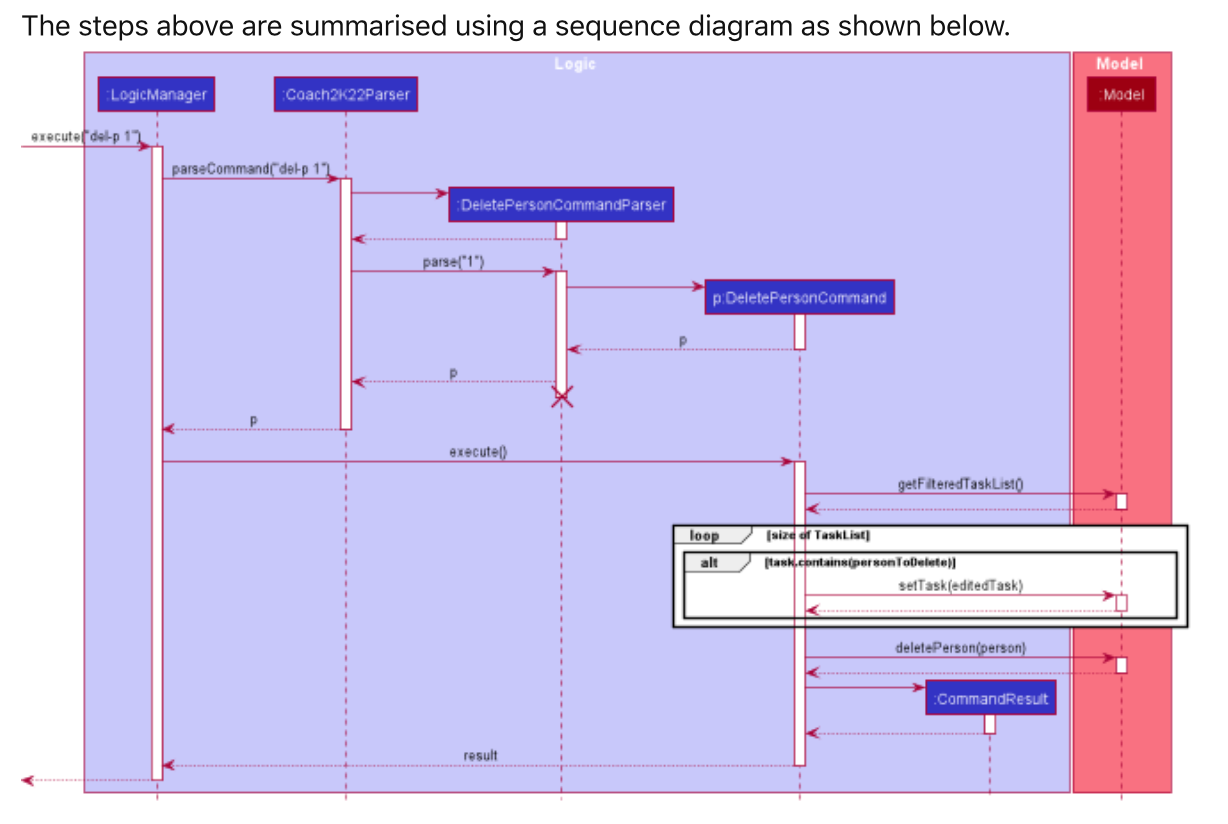 The steps above are summarised using a sequence diagram as shown below.
Logic
Model
:LogicManager
:Coach2K22Parser
:Model
execute("del-p 1")
parseCommand("del-p 1")
:DeletePersonCommandParser
parse("1")
p:DeletePersonCommand
p
p
p
execute()
getFilteredTaskList()
loop [size of TaskList]
alt [task.contains(personToDelete)]
setTask(editedTask)
deletePerson(person)
:CommandResult
result